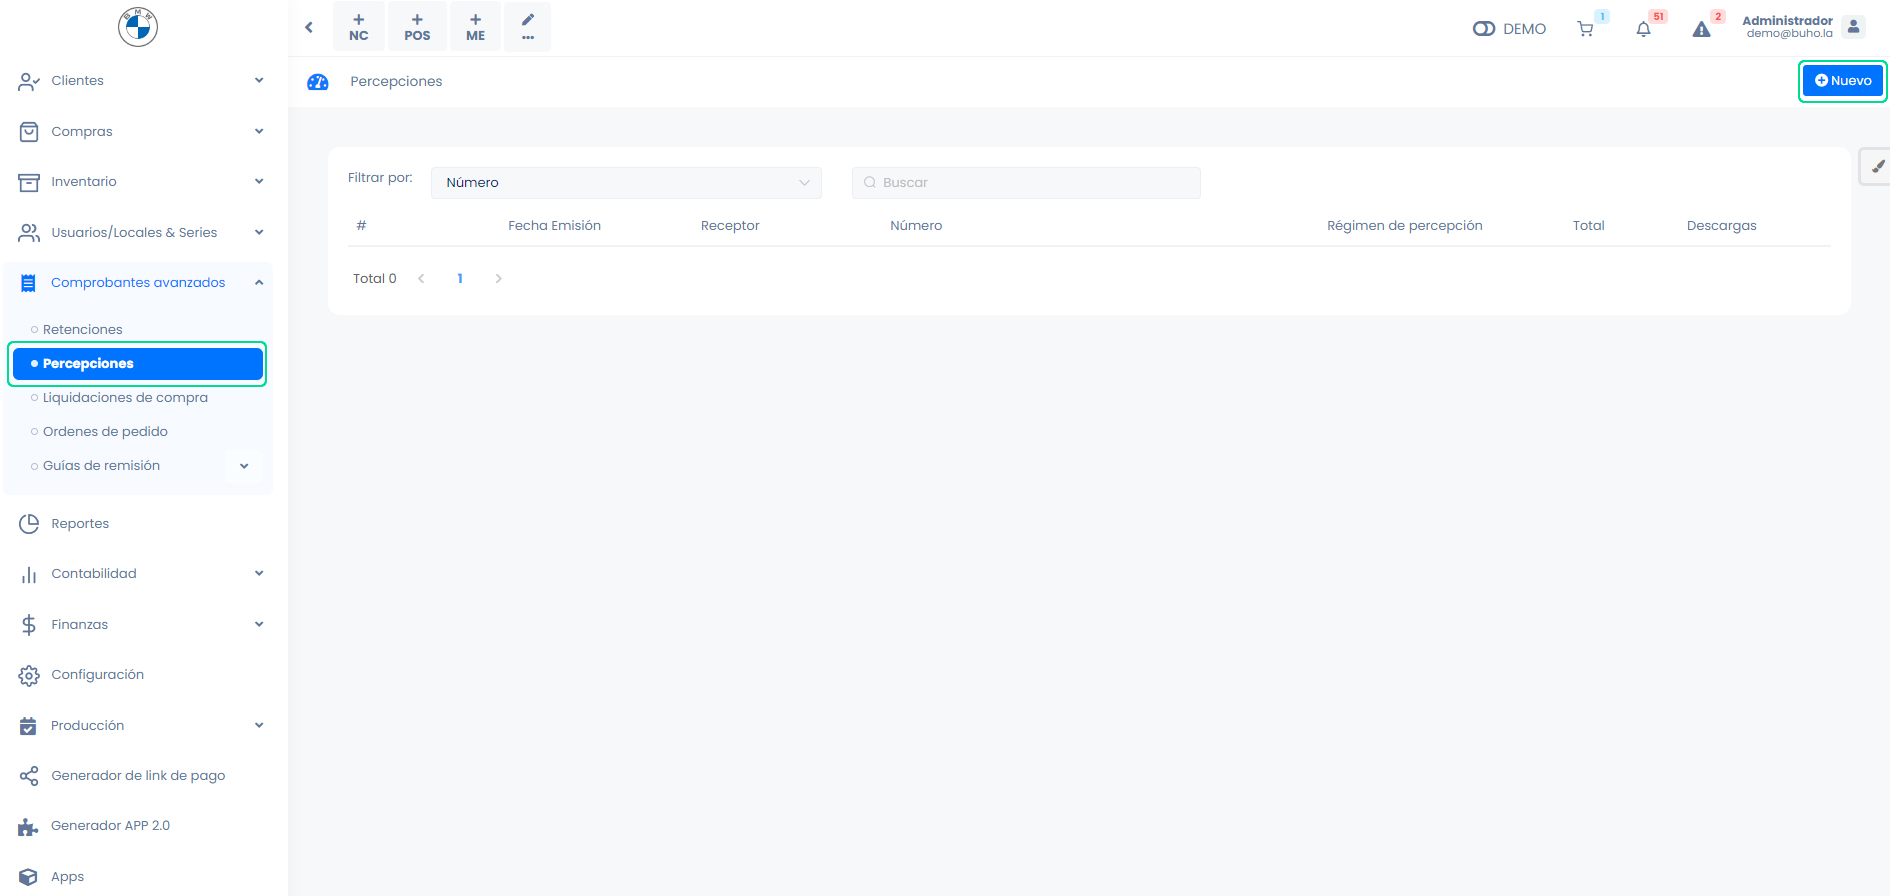 BMW
Clientes
Compras
Inventario
Usuarios/Locales & Series
Comprobantes avanzados
Retenciones
Percepciones
Liquidaciones de compra
Ordenes de pedido
Guías de remisión
Reportes
Contabilidad
Finanzas
Configuración
Producción
Generador de link de pago
Generador APP 2.0
Apps
+ NC
+ POS
+ ME
...
DEMO
1
51
2
Administrador
demo@buho.la
Percepciones
Nuevo
Filtrar por:
Número
Buscar
# Fecha Emisión Receptor Número Régimen de percepción Total Descargas
Total 0 < 1 >